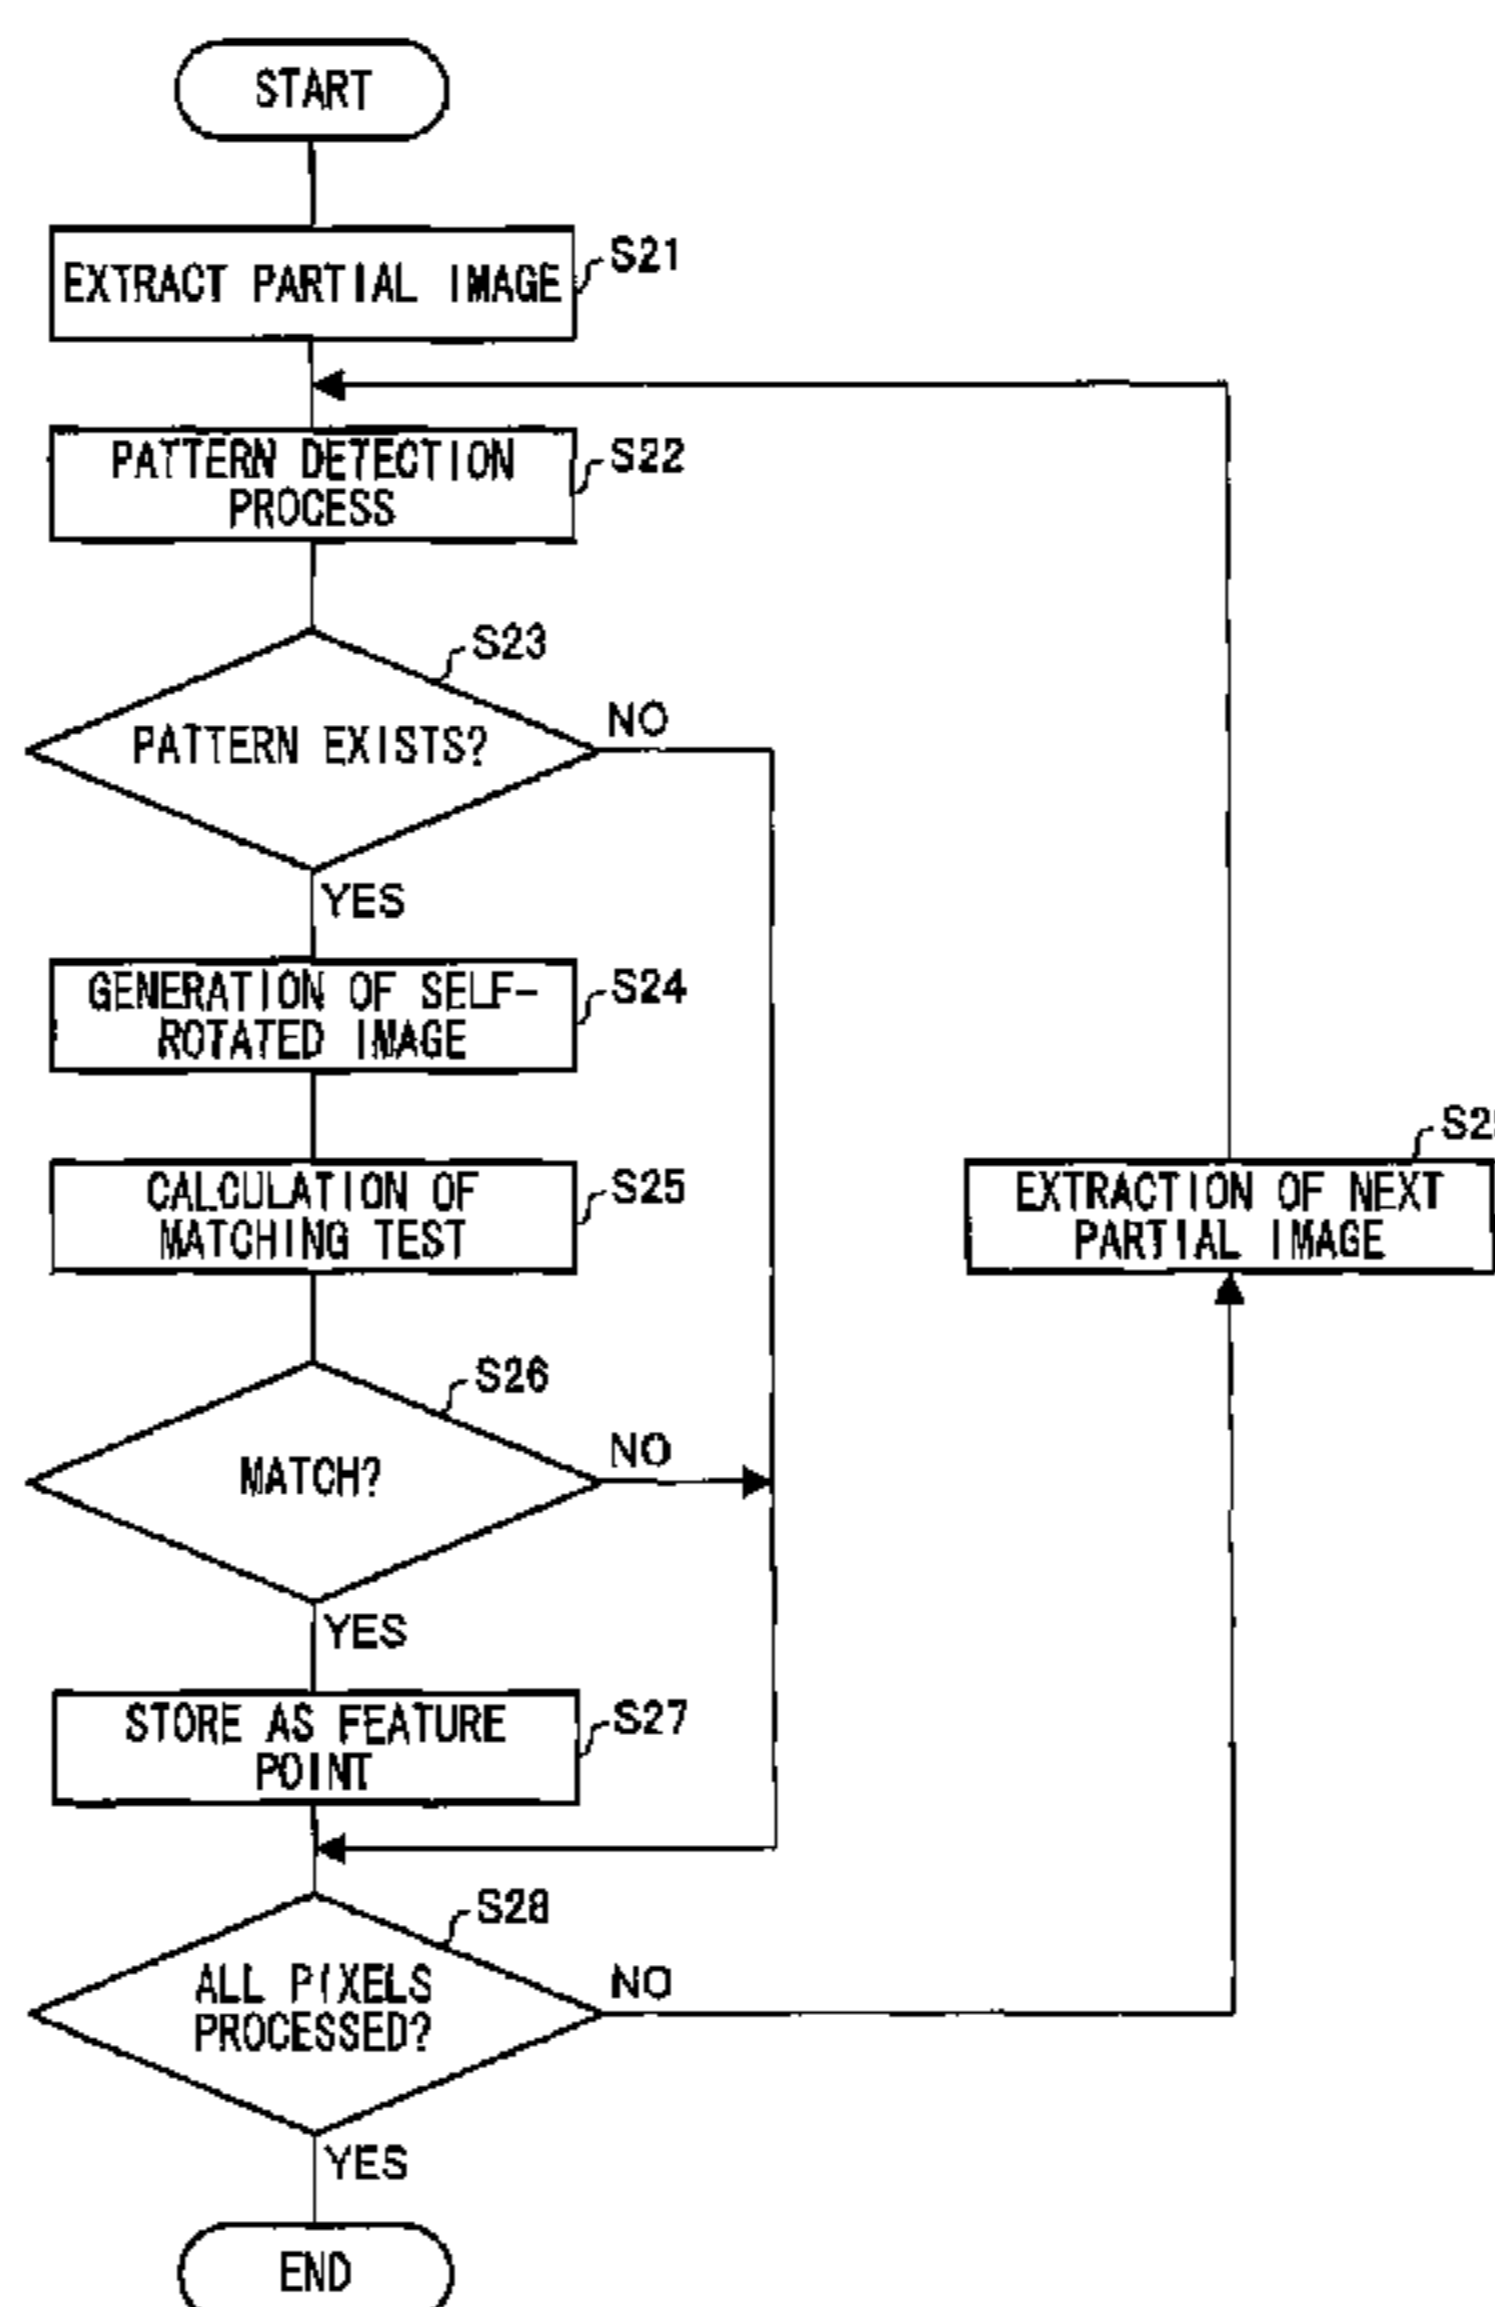 START
EXTRACT PARTIAL IMAGE
S21
PATTERN DETECTION
PROCESS
S22
S23
PATTERN EXISTS?
NO
YES
GENERATION OF SELF-
ROTATED IMAGE
S24
CALCULATION OF
MATCHING TEST
S25
EXTRACTION OF NEXT
PARTIAL IMAGE
S26
MATCH?
NO
YES
STORE AS FEATURE
POINT
S27
S28
ALL PIXELS
PROCESSED?
NO
YES
END